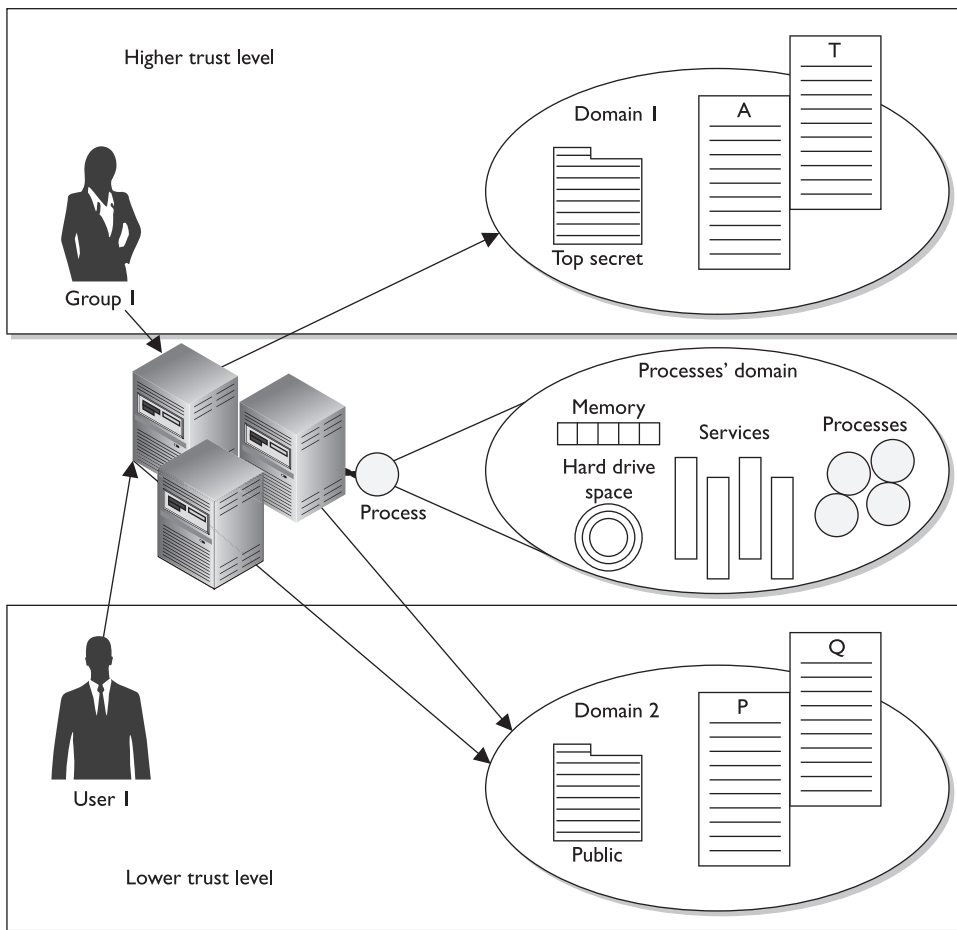 Higher trust level
T
Domain 1
A
Top secret
Group 1
Processes’ domain
Memory
Services
Processes
Hard drive
space
Process
Q
Domain 2
P
User 1
Public
Lower trust level